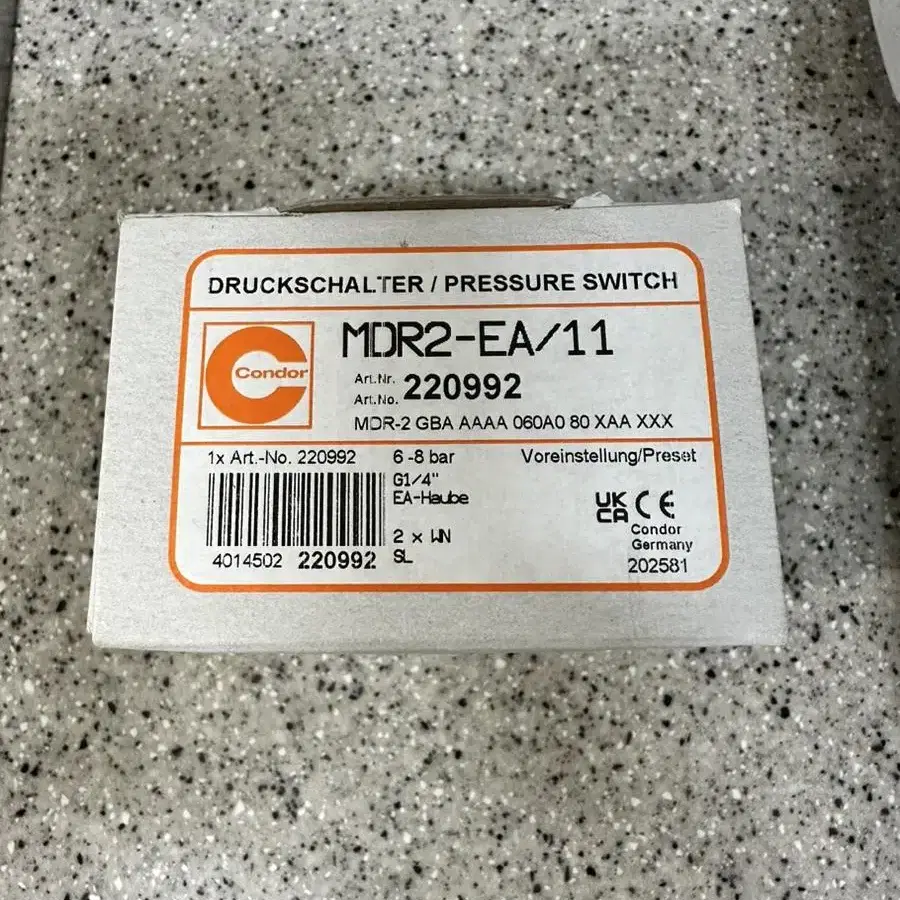 DRUCKSCHALTER / PRESSURE SWITCH
Condor
MDR2-EA/11
Art.Nr.
Art.No. 220992
MDR-2 GBA AAAA 060A0 80 XAA XXX
1x Art.-No. 220992
6 -8 bar
Voreinstellung/Preset
G1/4"
EA-Haube
2 x WN
SL
4014502 220992
UK
CA CE
Condor
Germany
202581